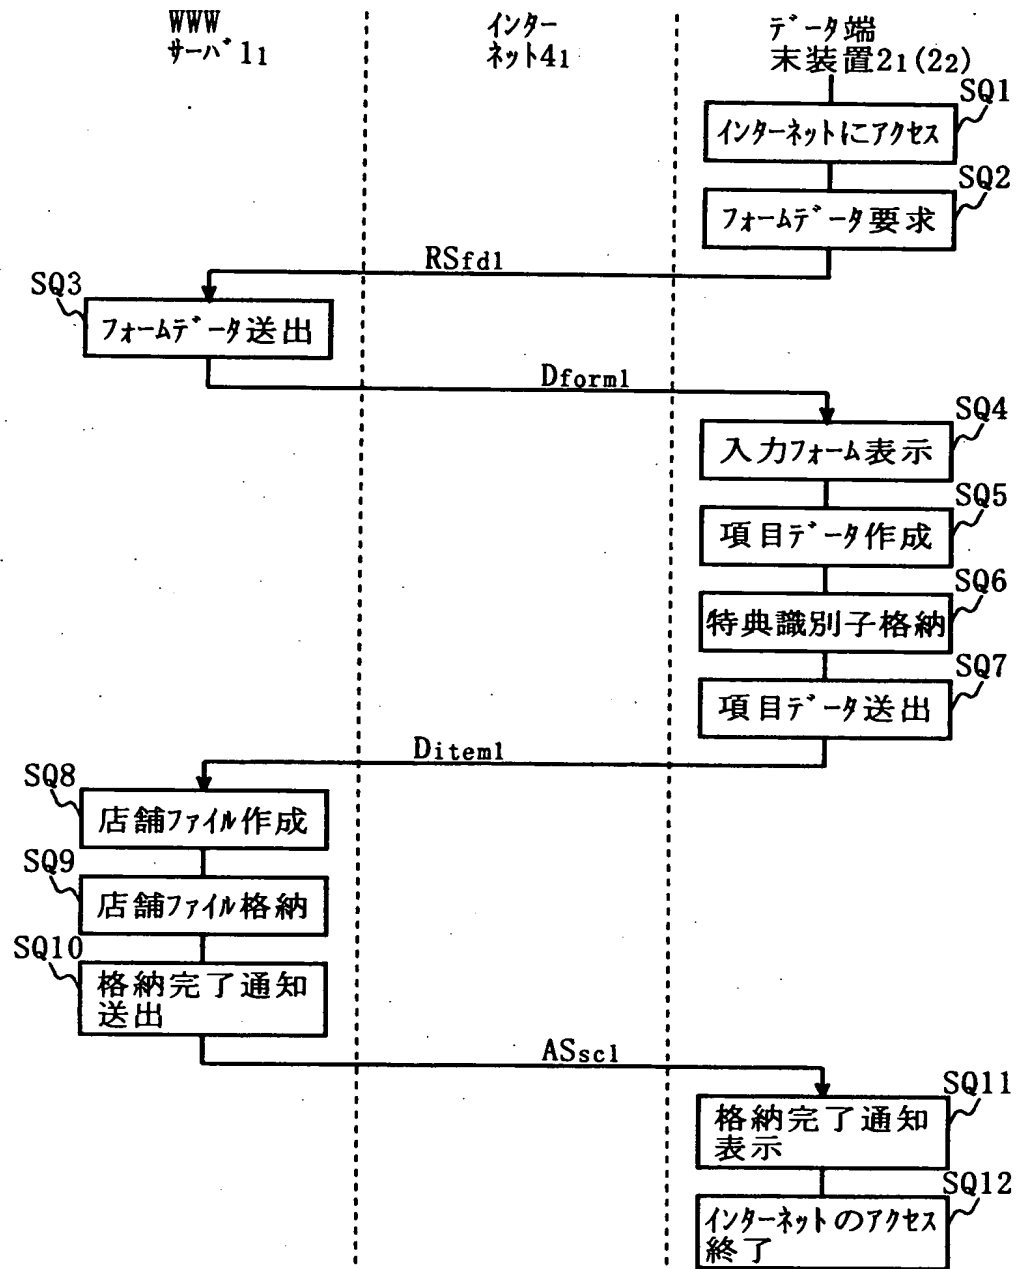 WWW
サーバ11
インター
ネット41
データ端
末装置21(22)
SQ1
インターネットにアクセス
SQ2
フォームデータ要求
RSfd1
SQ3
フォームデータ送出
Dform1
SQ4
入力フォーム表示
SQ5
項目データ作成
SQ6
特典識別子格納
SQ7
項目データ送出
Ditem1
SQ8
店舗ファイル作成
SQ9
店舗ファイル格納
SQ10
格納完了通知
送出
ASsc1
SQ11
格納完了通知
表示
SQ12
インターネットのアクセス
終了